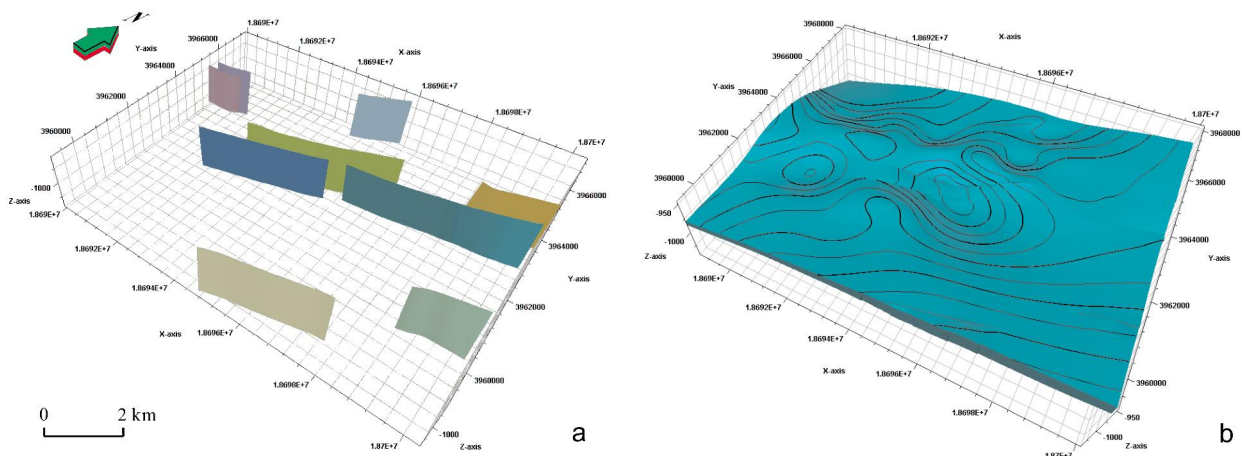 N
1.869E+7
1.8692E+7
X-axis
1.8694E+7
1.8696E+7
1.8698E+7
1.87E+7
Y-axis
3966000
3964000
3962000
3960000
-1000
Z-axis
1.869E+7
1.8692E+7
1.8694E+7
X-axis
1.8696E+7
1.8698E+7
1.87E+7
3966000
3964000
Y-axis
3962000
3960000
-1000
Z-axis
0 2 km
a
3968000
3966000
Y-axis
3964000
3962000
3960000
1.8692E+7
X-axis
1.8696E+7
1.87E+7
3968000
3966000
Y-axis
3964000
3962000
3960000
-950
-1000
Z-axis
1.869E+7
1.8692E+7
1.8694E+7
X-axis
1.8696E+7
1.8698E+7
1.87E+7
-950
-1000
Z-axis
b